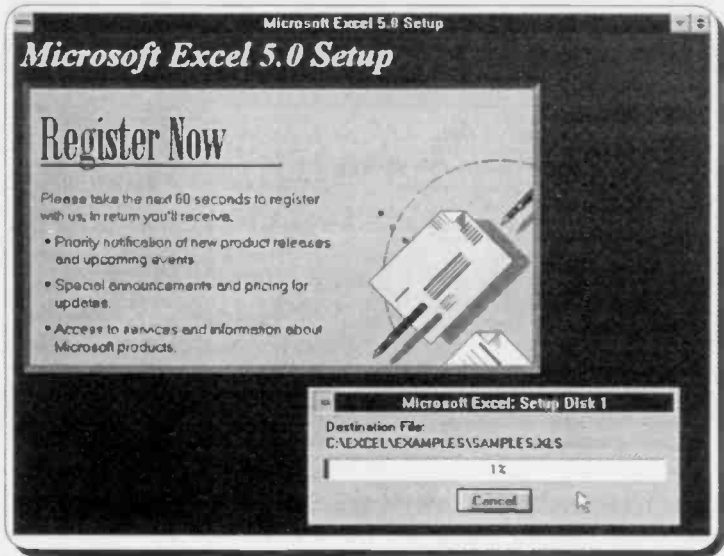 Microsoft Excel 5.0 Setup
Microsoft Excel 5.0 Setup
Register Now
Please take the next 60 seconds to register
with us, in return you'll receive.
• Priority notification of new product releases
and upcoming events
• Special announcements and pricing for
updates.
• Access to services and information about
Microsoft products.
Microsoft Excel: Setup Disk 1
Destination File:
C:\EXCEL\EXAMPLES\SAMPLES.XLS
1%
Cancel